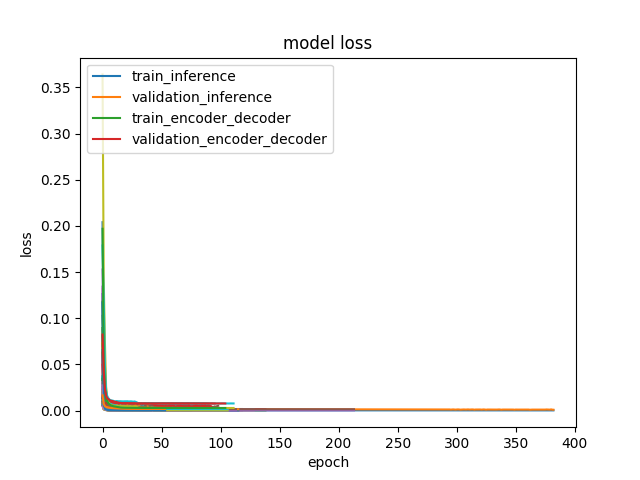 model loss
train_inference
validation_inference
train_encoder_decoder
validation_encoder_decoder
loss
0.35
0.30
0.25
0.20
0.15
0.10
0.05
0.00
0 50 100 150 200 250 300 350 400
epoch